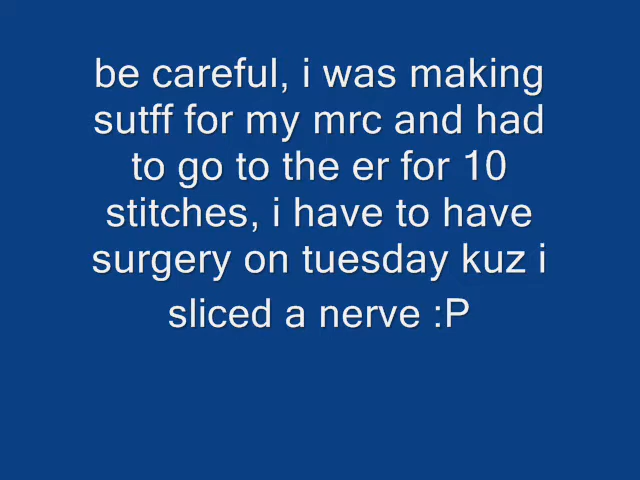 be careful, i was making
sutff for my mrc and had
to go to the er for 10
stitches, i have to have
surgery on tuesday kuz i
sliced a nerve :P